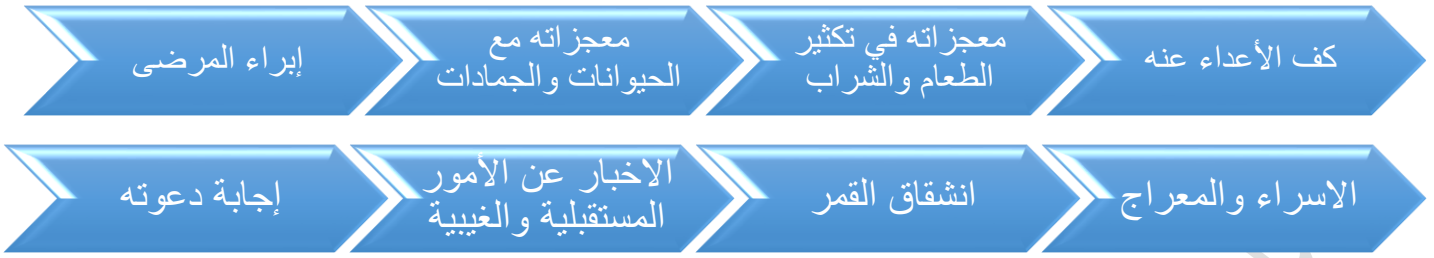 كف الأعداء عنه
معجزاته في تكثير
الطعام والشراب
معجزاته مع
الحيوانات والجمادات
إبراء المرضى
الاسراء والمعراج
انشقاق القمر
الاخبار عن الأمور
المستقبلية والغيبية
إجابة دعوته